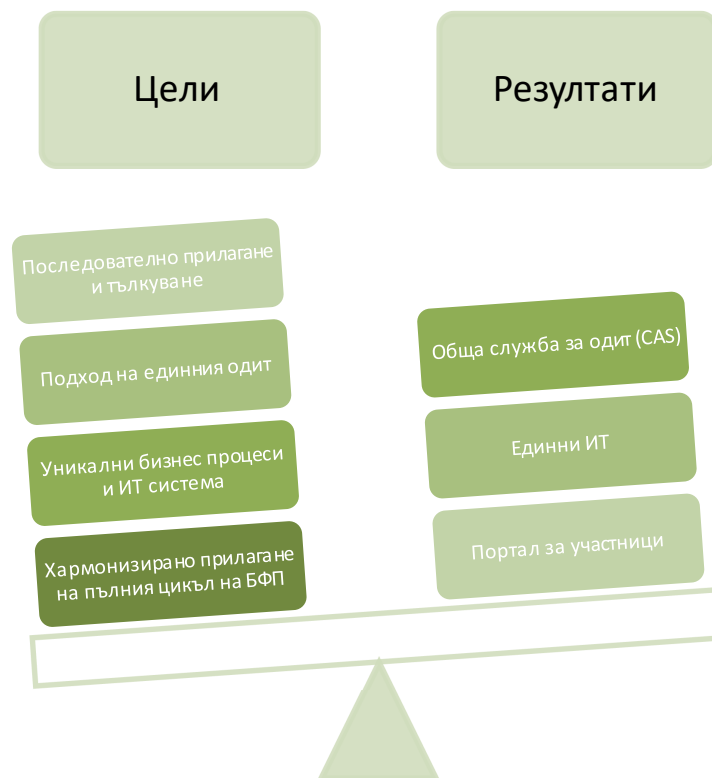 Цели
Резултати
Последователно прилагане
и тълкуване
Подход на единния одит
Уникални бизнес процеси
и ИТ система
Хармонизирано прилагане
на пълния цикъл на БФП
Обща служба за одит (CAS)
Единни ИТ
Портал за участници